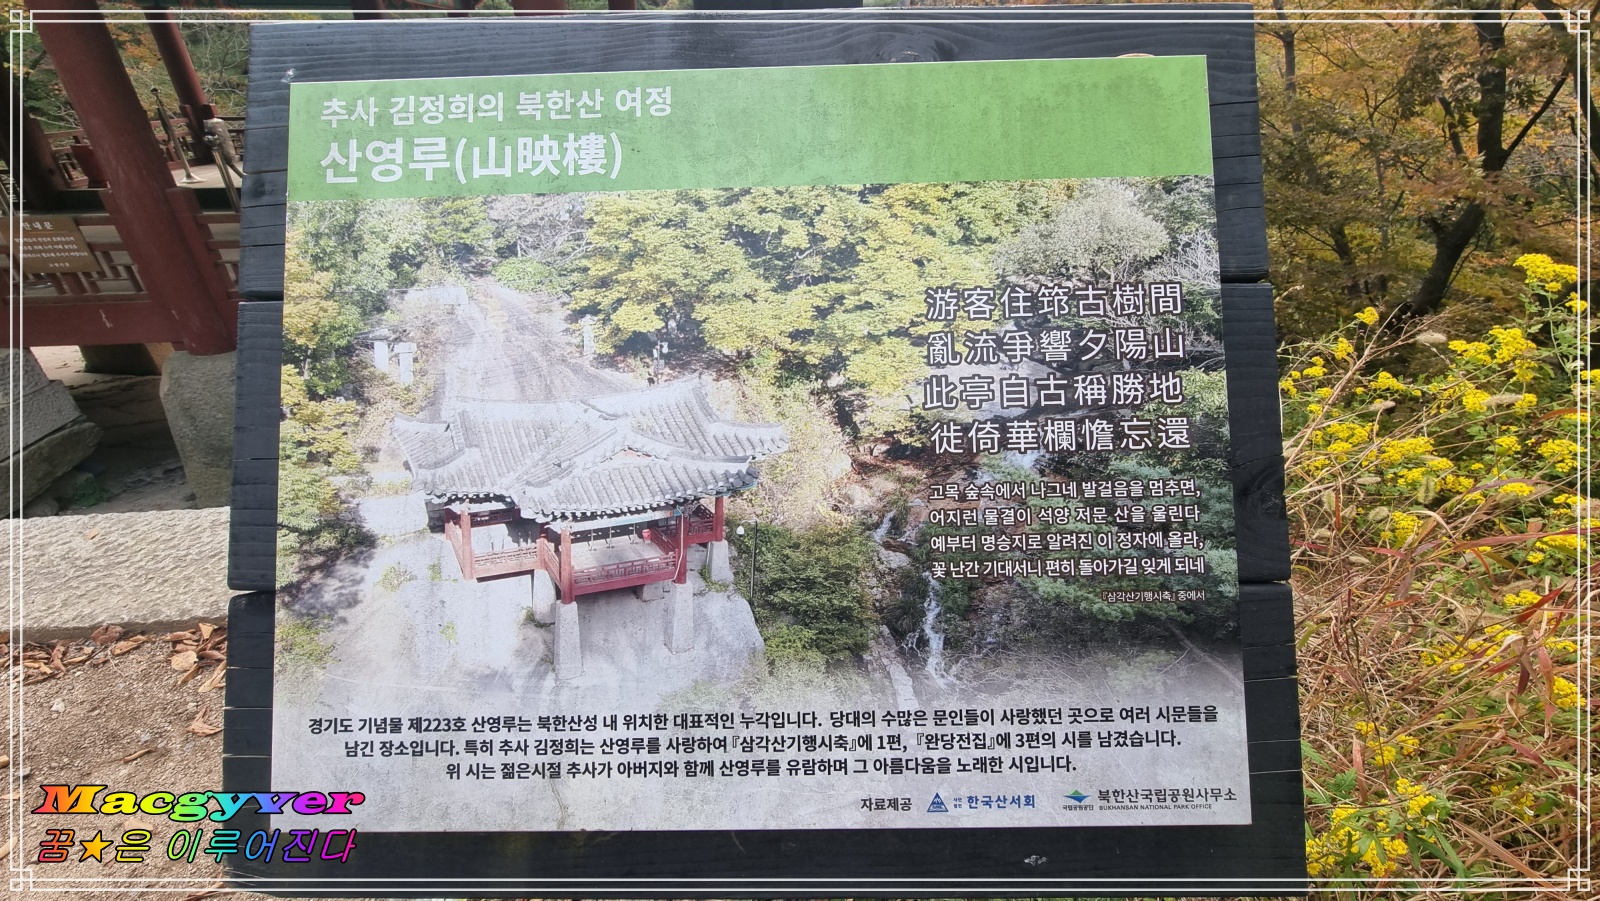 추사 김정희의 북한산 여정
산영루(山映樓)
游客住笻古樹間
亂流爭響夕陽山
此亭自古稱勝地
徙倚華欄憺忘還
고목 숲속에서 나그네 발걸음을 멈추면,
어지런 물결이 석양 저문 산을 울린다
예부터 명승지로 알려진 이 정자에 올라,
꽃 난간 기대서니 편히 돌아가길 잊게 되네
『삼각산기행시축』 중에서
경기도 기념물 제223호 산영루는 북한산성 내 위치한 대표적인 누각입니다. 당대의 수많은 문인들이 사랑했던 곳으로 여러 시문들을
남긴 장소입니다. 특히 추사 김정희는 산영루를 사랑하여 『삼각산기행시축』에 1편, 『완당전집』에 3편의 시를 남겼습니다.
위 시는 젊은시절 추사가 아버지와 함께 산영루를 유람하며 그 아름다움을 노래한 시입니다.
자료제공 사단법인 한국산서회 국립공원공단 북한산국립공원사무소
BUKHANSAN NATIONAL PARK OFFICE
Macgyver
꿈★은 이루어진다